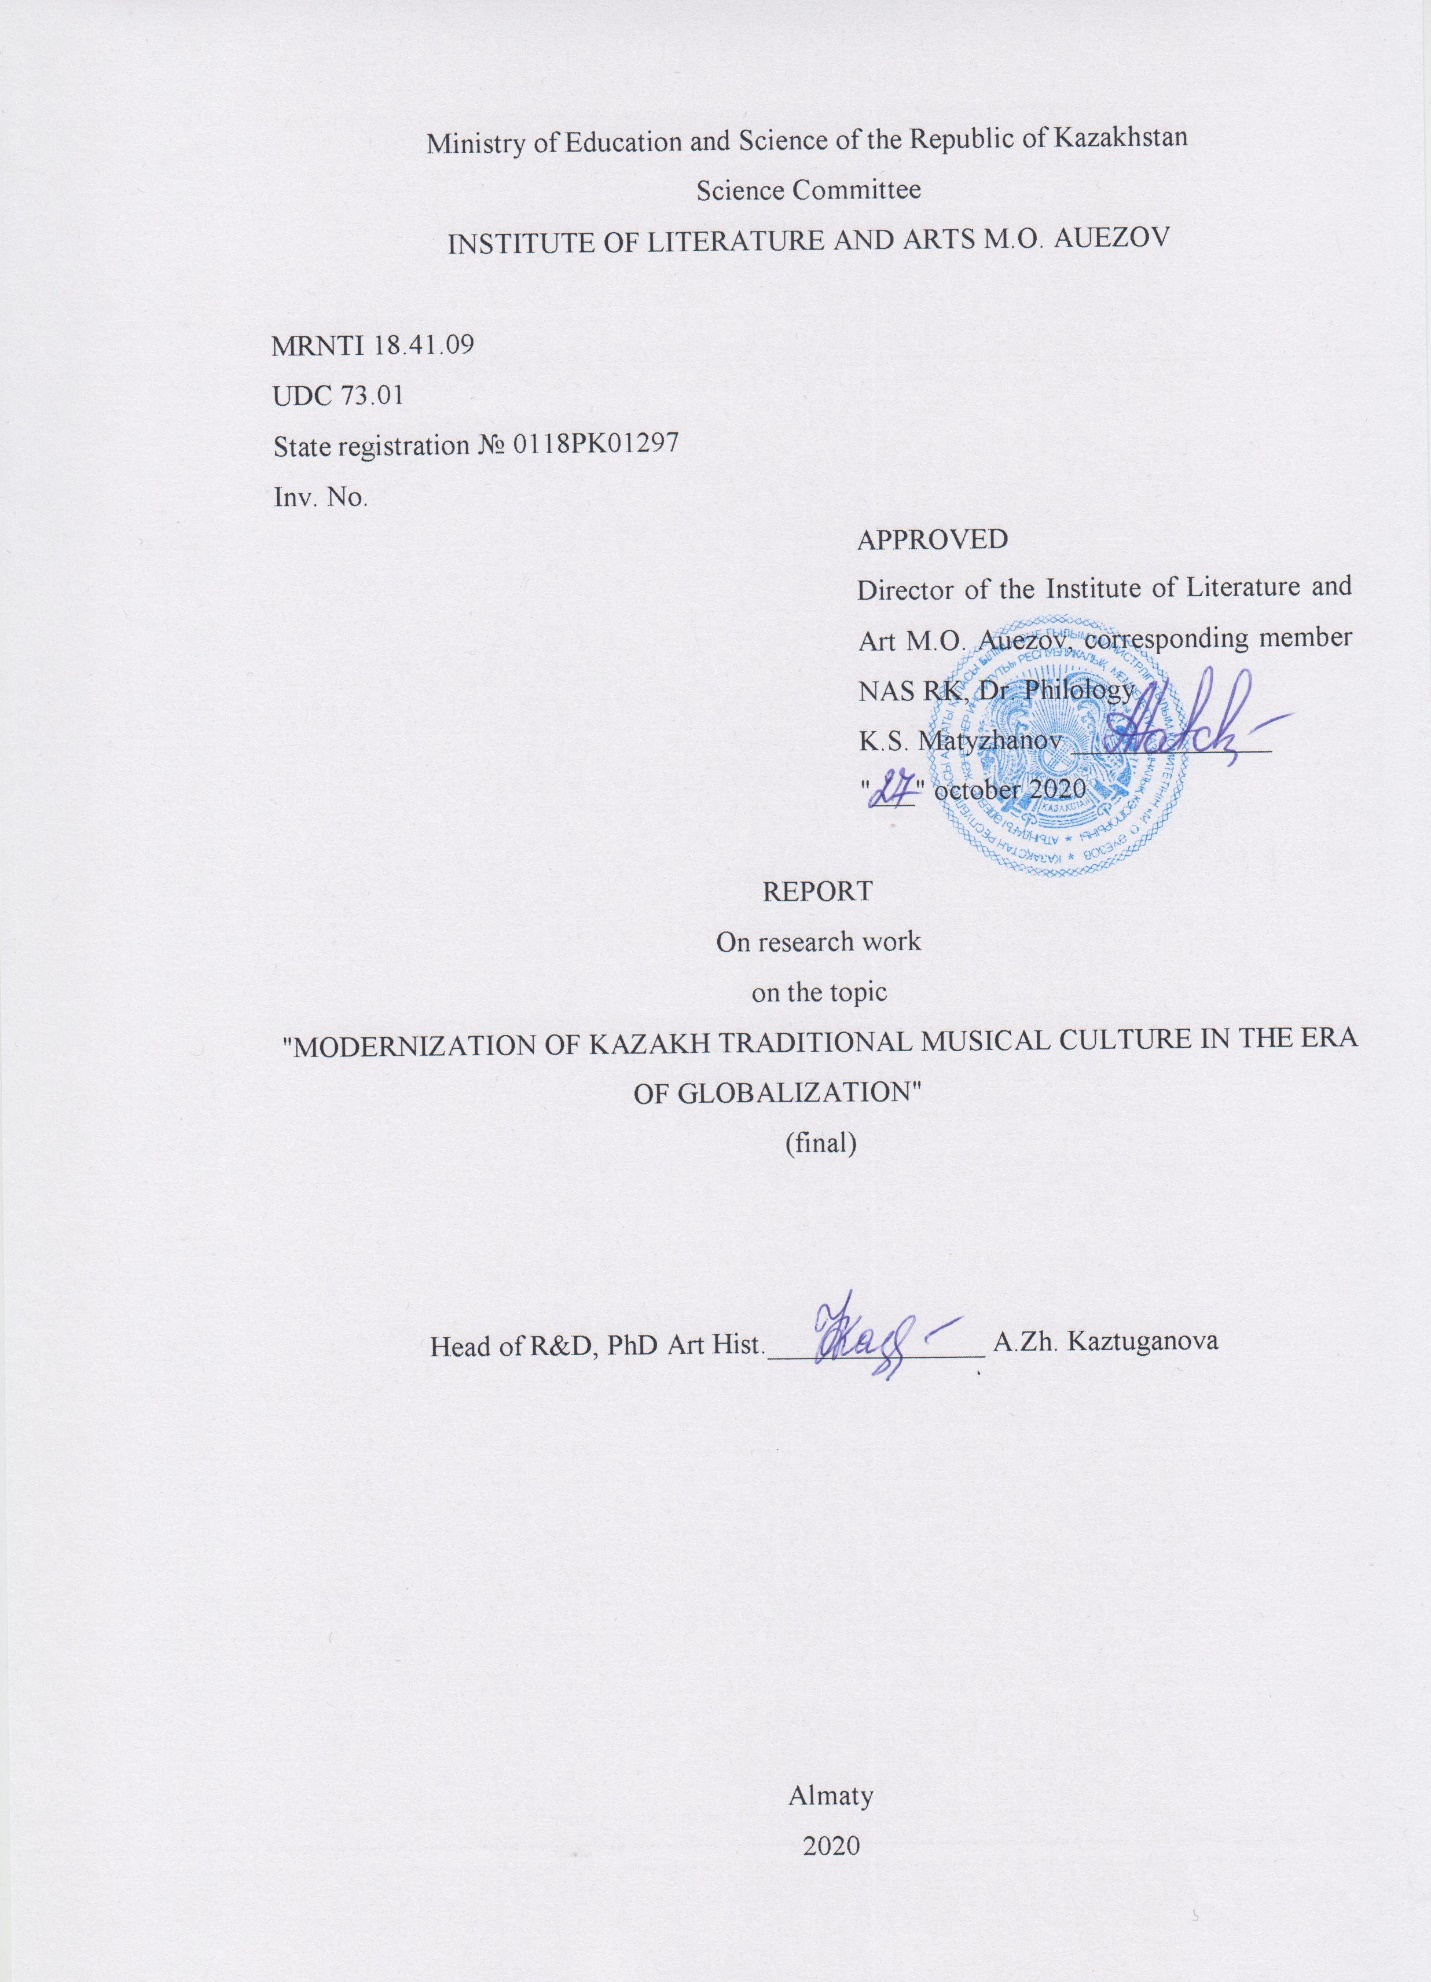 Ministry of Education and Science of the Republic of Kazakhstan
Science Committee
INSTITUTE OF LITERATURE AND ARTS M.O. AUEZOV
MRNTI 18.41.09
UDC 73.01
State registration № 0118РК01297
Inv. No.
APPROVED
Director of the Institute of Literature and
Art M.O. Auezov, corresponding member
NAS RK, Dr. Philology
K.S. Matyzhanov
"27" october 2020
ҚАЗАҚСТАН
REPORT
On research work
on the topic
"MODERNIZATION OF KAZAKH TRADITIONAL MUSICAL CULTURE IN THE ERA
OF GLOBALIZATION"
(final)
Head of R&D, PhD Art Hist. A.Zh. Kaztuganova
Almaty
2020